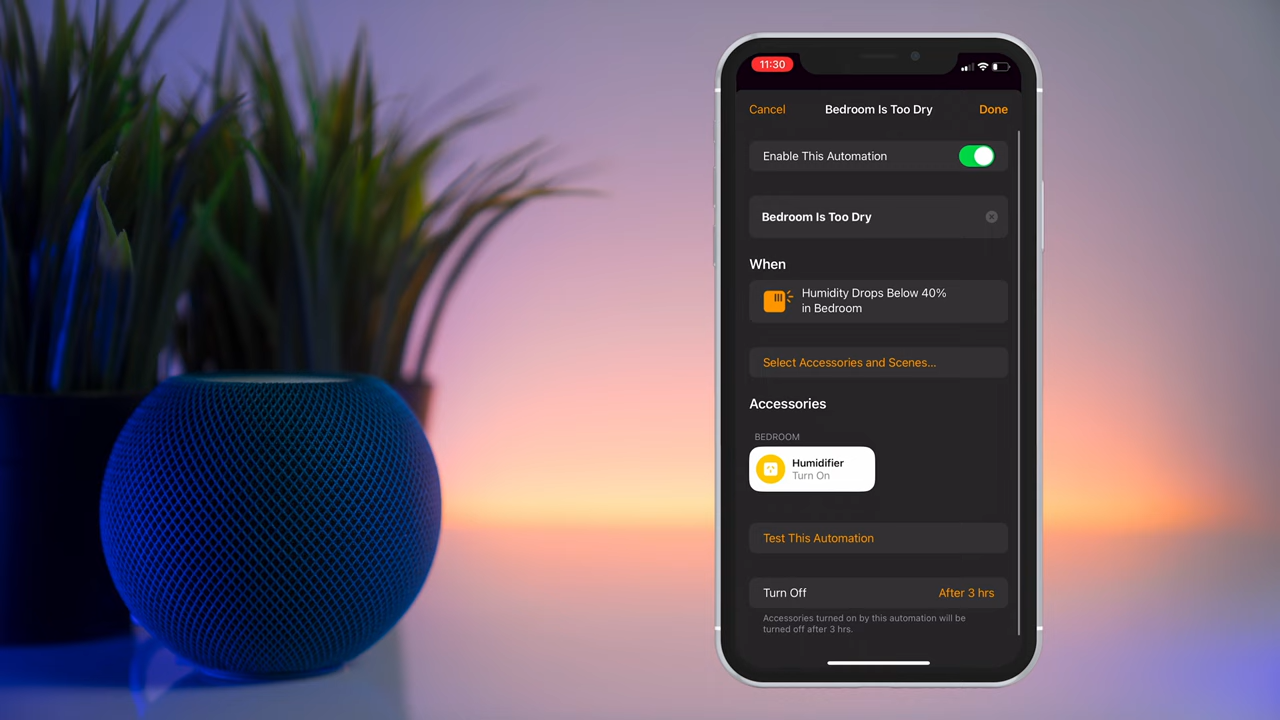 11:30
Cancel
Bedroom Is Too Dry
Done
Enable This Automation
Bedroom Is Too Dry
When
Humidity Drops Below 40%
in Bedroom
Select Accessories and Scenes...
Accessories
BEDROOM
Humidifier
Turn On
Test This Automation
Turn Off
After 3 hrs
Accessories turned on by this automation will be
turned off after 3 hrs.